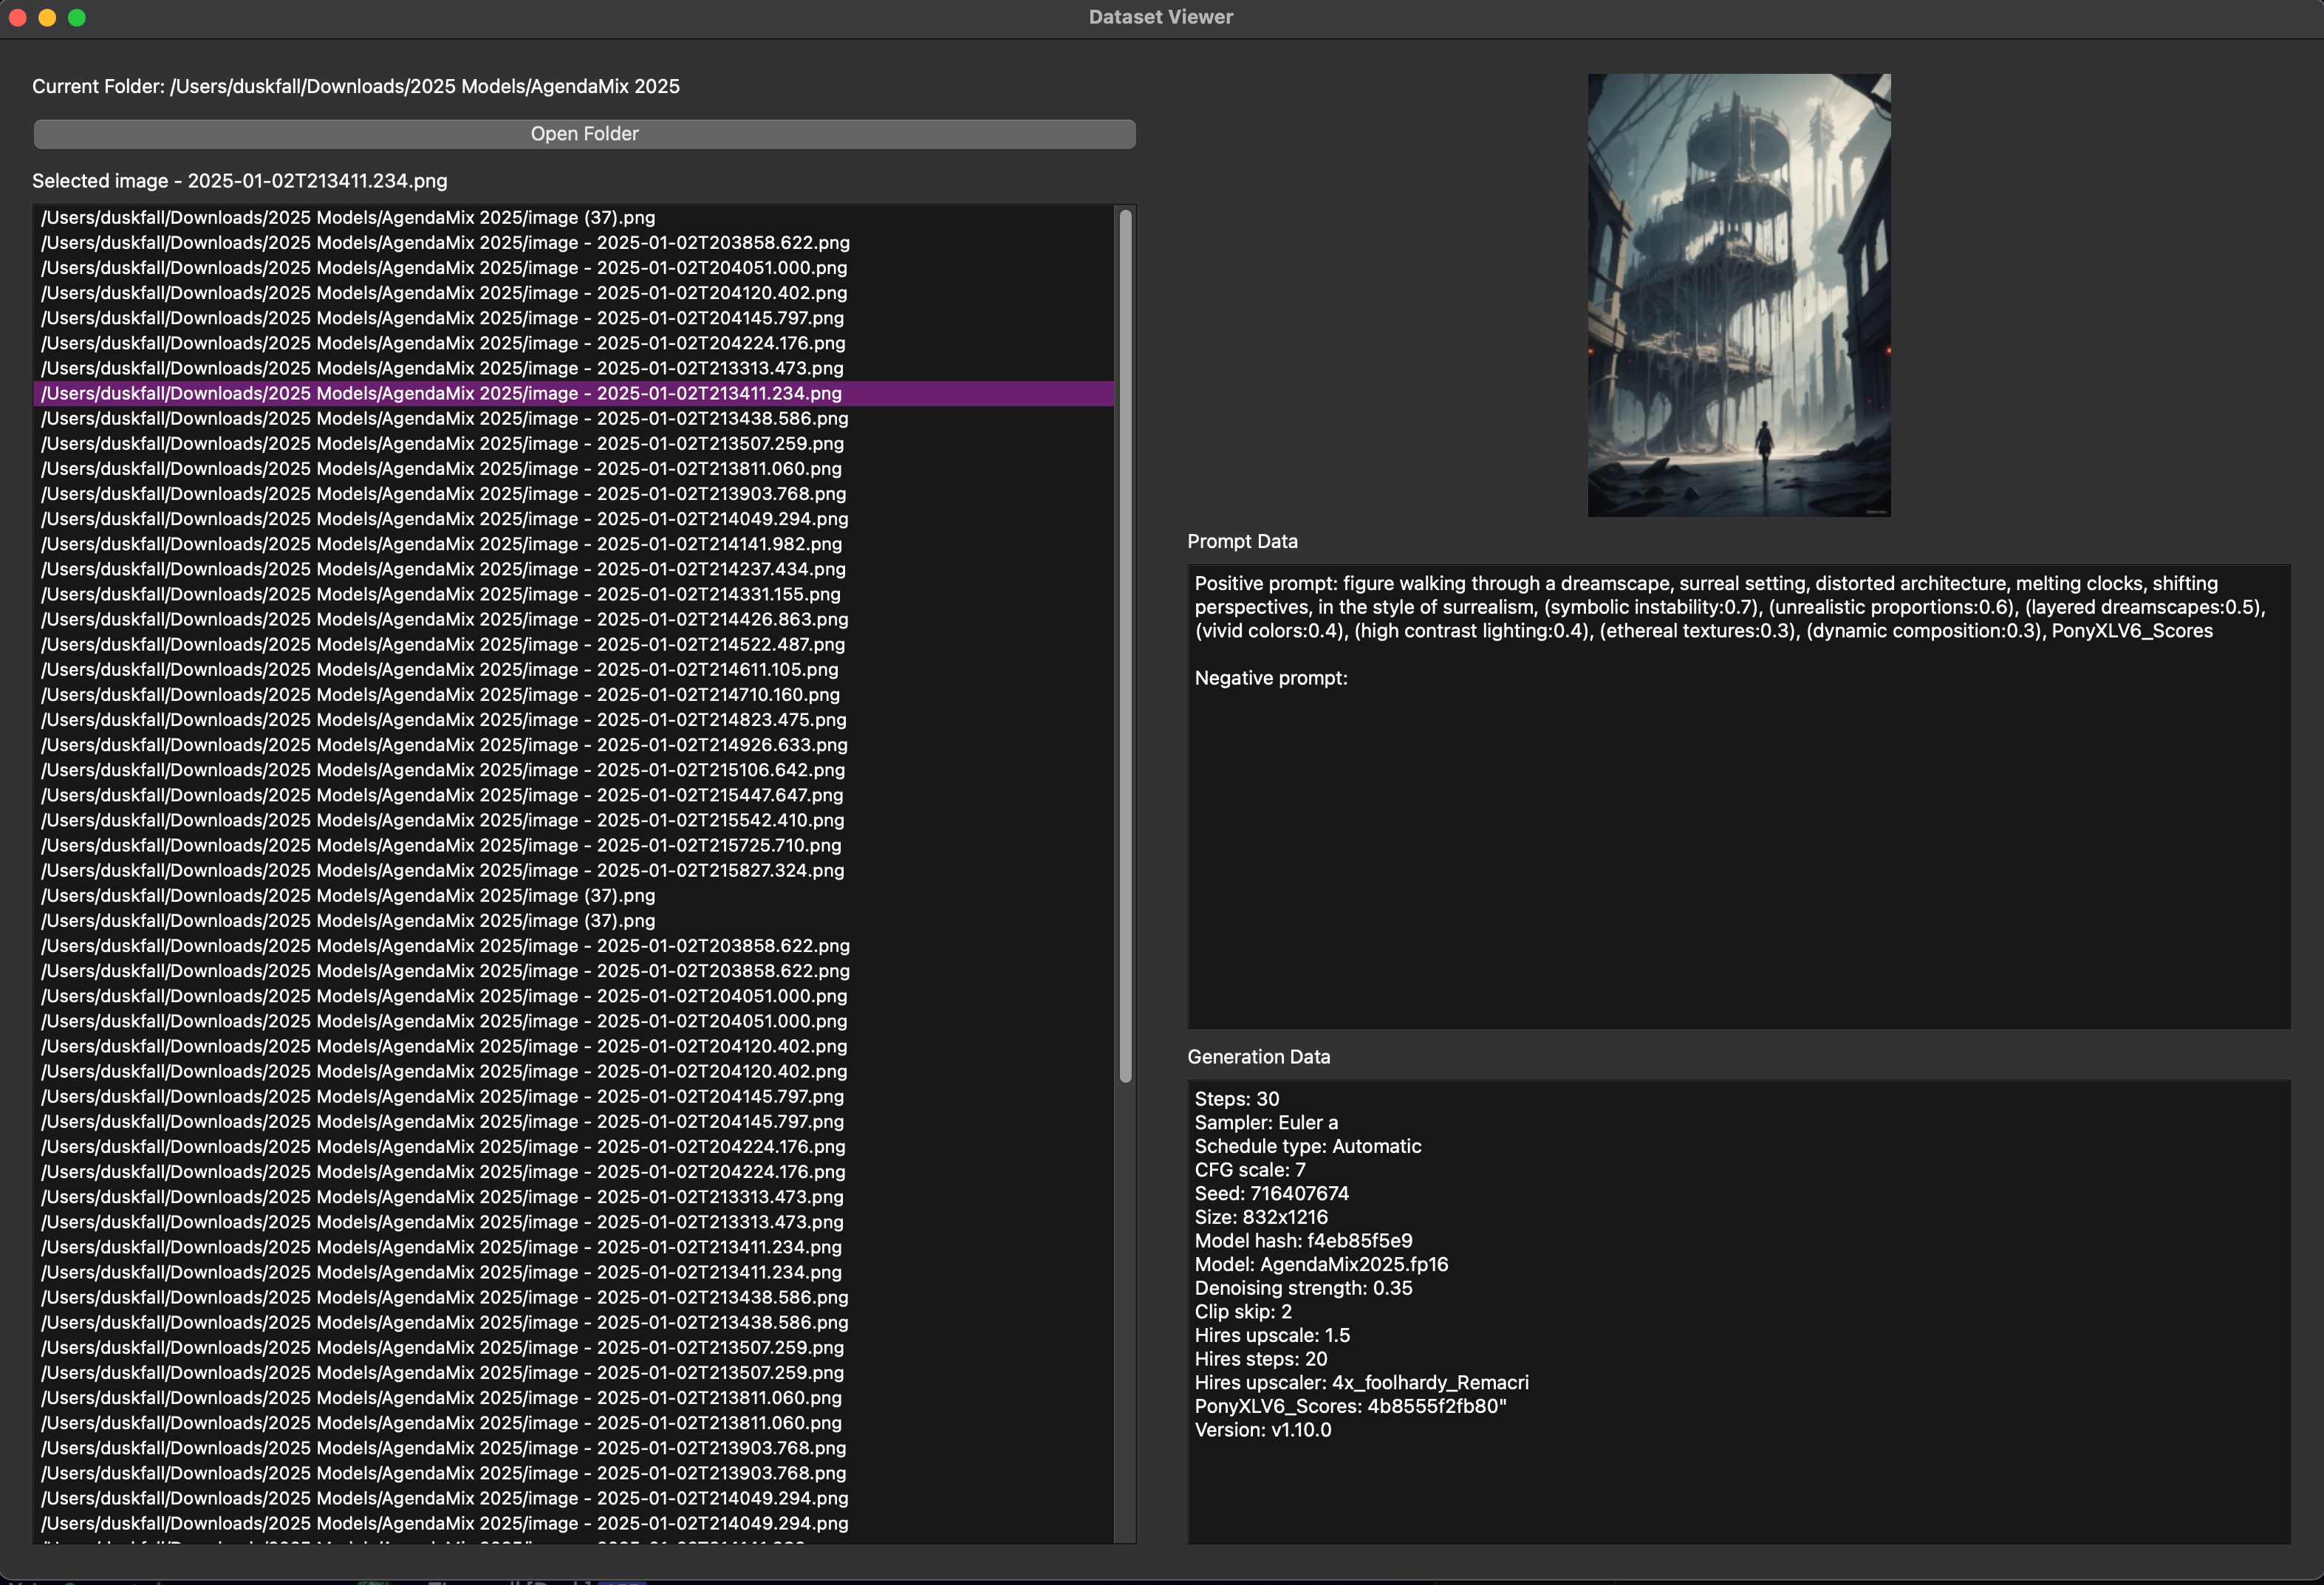 Dataset Viewer
Current Folder: /Users/duskfall/Downloads/2025 Models/AgendaMix 2025
Open Folder
Selected image - 2025-01-02T213411.234.png
/Users/duskfall/Downloads/2025 Models/AgendaMix 2025/image (37).png
/Users/duskfall/Downloads/2025 Models/AgendaMix 2025/image - 2025-01-02T203858.622.png
/Users/duskfall/Downloads/2025 Models/AgendaMix 2025/image - 2025-01-02T204051.000.png
/Users/duskfall/Downloads/2025 Models/AgendaMix 2025/image - 2025-01-02T204120.402.png
/Users/duskfall/Downloads/2025 Models/AgendaMix 2025/image - 2025-01-02T204145.797.png
/Users/duskfall/Downloads/2025 Models/AgendaMix 2025/image - 2025-01-02T204224.176.png
/Users/duskfall/Downloads/2025 Models/AgendaMix 2025/image - 2025-01-02T213313.473.png
/Users/duskfall/Downloads/2025 Models/AgendaMix 2025/image - 2025-01-02T213411.234.png
/Users/duskfall/Downloads/2025 Models/AgendaMix 2025/image - 2025-01-02T213438.586.png
/Users/duskfall/Downloads/2025 Models/AgendaMix 2025/image - 2025-01-02T213507.259.png
/Users/duskfall/Downloads/2025 Models/AgendaMix 2025/image - 2025-01-02T213811.060.png
/Users/duskfall/Downloads/2025 Models/AgendaMix 2025/image - 2025-01-02T213903.768.png
/Users/duskfall/Downloads/2025 Models/AgendaMix 2025/image - 2025-01-02T214049.294.png
/Users/duskfall/Downloads/2025 Models/AgendaMix 2025/image - 2025-01-02T214141.982.png
/Users/duskfall/Downloads/2025 Models/AgendaMix 2025/image - 2025-01-02T214237.434.png
/Users/duskfall/Downloads/2025 Models/AgendaMix 2025/image - 2025-01-02T214331.155.png
/Users/duskfall/Downloads/2025 Models/AgendaMix 2025/image - 2025-01-02T214426.863.png
/Users/duskfall/Downloads/2025 Models/AgendaMix 2025/image - 2025-01-02T214522.487.png
/Users/duskfall/Downloads/2025 Models/AgendaMix 2025/image - 2025-01-02T214611.105.png
/Users/duskfall/Downloads/2025 Models/AgendaMix 2025/image - 2025-01-02T214710.160.png
/Users/duskfall/Downloads/2025 Models/AgendaMix 2025/image - 2025-01-02T214823.475.png
/Users/duskfall/Downloads/2025 Models/AgendaMix 2025/image - 2025-01-02T214926.633.png
/Users/duskfall/Downloads/2025 Models/AgendaMix 2025/image - 2025-01-02T215106.642.png
/Users/duskfall/Downloads/2025 Models/AgendaMix 2025/image - 2025-01-02T215447.647.png
/Users/duskfall/Downloads/2025 Models/AgendaMix 2025/image - 2025-01-02T215542.410.png
/Users/duskfall/Downloads/2025 Models/AgendaMix 2025/image - 2025-01-02T215725.710.png
/Users/duskfall/Downloads/2025 Models/AgendaMix 2025/image - 2025-01-02T215827.324.png
/Users/duskfall/Downloads/2025 Models/AgendaMix 2025/image (37).png
/Users/duskfall/Downloads/2025 Models/AgendaMix 2025/image (37).png
/Users/duskfall/Downloads/2025 Models/AgendaMix 2025/image - 2025-01-02T203858.622.png
/Users/duskfall/Downloads/2025 Models/AgendaMix 2025/image - 2025-01-02T203858.622.png
/Users/duskfall/Downloads/2025 Models/AgendaMix 2025/image - 2025-01-02T204051.000.png
/Users/duskfall/Downloads/2025 Models/AgendaMix 2025/image - 2025-01-02T204051.000.png
/Users/duskfall/Downloads/2025 Models/AgendaMix 2025/image - 2025-01-02T204120.402.png
/Users/duskfall/Downloads/2025 Models/AgendaMix 2025/image - 2025-01-02T204120.402.png
/Users/duskfall/Downloads/2025 Models/AgendaMix 2025/image - 2025-01-02T204145.797.png
/Users/duskfall/Downloads/2025 Models/AgendaMix 2025/image - 2025-01-02T204145.797.png
/Users/duskfall/Downloads/2025 Models/AgendaMix 2025/image - 2025-01-02T204224.176.png
/Users/duskfall/Downloads/2025 Models/AgendaMix 2025/image - 2025-01-02T204224.176.png
/Users/duskfall/Downloads/2025 Models/AgendaMix 2025/image - 2025-01-02T213313.473.png
/Users/duskfall/Downloads/2025 Models/AgendaMix 2025/image - 2025-01-02T213313.473.png
/Users/duskfall/Downloads/2025 Models/AgendaMix 2025/image - 2025-01-02T213411.234.png
/Users/duskfall/Downloads/2025 Models/AgendaMix 2025/image - 2025-01-02T213411.234.png
/Users/duskfall/Downloads/2025 Models/AgendaMix 2025/image - 2025-01-02T213438.586.png
/Users/duskfall/Downloads/2025 Models/AgendaMix 2025/image - 2025-01-02T213438.586.png
/Users/duskfall/Downloads/2025 Models/AgendaMix 2025/image - 2025-01-02T213507.259.png
/Users/duskfall/Downloads/2025 Models/AgendaMix 2025/image - 2025-01-02T213507.259.png
/Users/duskfall/Downloads/2025 Models/AgendaMix 2025/image - 2025-01-02T213811.060.png
/Users/duskfall/Downloads/2025 Models/AgendaMix 2025/image - 2025-01-02T213811.060.png
/Users/duskfall/Downloads/2025 Models/AgendaMix 2025/image - 2025-01-02T213903.768.png
/Users/duskfall/Downloads/2025 Models/AgendaMix 2025/image - 2025-01-02T213903.768.png
/Users/duskfall/Downloads/2025 Models/AgendaMix 2025/image - 2025-01-02T214049.294.png
/Users/duskfall/Downloads/2025 Models/AgendaMix 2025/image - 2025-01-02T214049.294.png
Prompt Data
Positive prompt: figure walking through a dreamscape, surreal setting, distorted architecture, melting clocks, shifting
perspectives, in the style of surrealism, (symbolic instability:0.7), (unrealistic proportions:0.6), (layered dreamscapes:0.5),
(vivid colors:0.4), (high contrast lighting:0.4), (ethereal textures:0.3), (dynamic composition:0.3), PonyXLV6_Scores
Negative prompt:
Generation Data
Steps: 30
Sampler: Euler a
Schedule type: Automatic
CFG scale: 7
Seed: 716407674
Size: 832x1216
Model hash: f4eb85f5e9
Model: AgendaMix2025.fp16
Denoising strength: 0.35
Clip skip: 2
Hires upscale: 1.5
Hires steps: 20
Hires upscaler: 4x_foolhardy_Remacri
PonyXLV6_Scores: 4b8555f2fb80"
Version: v1.10.0